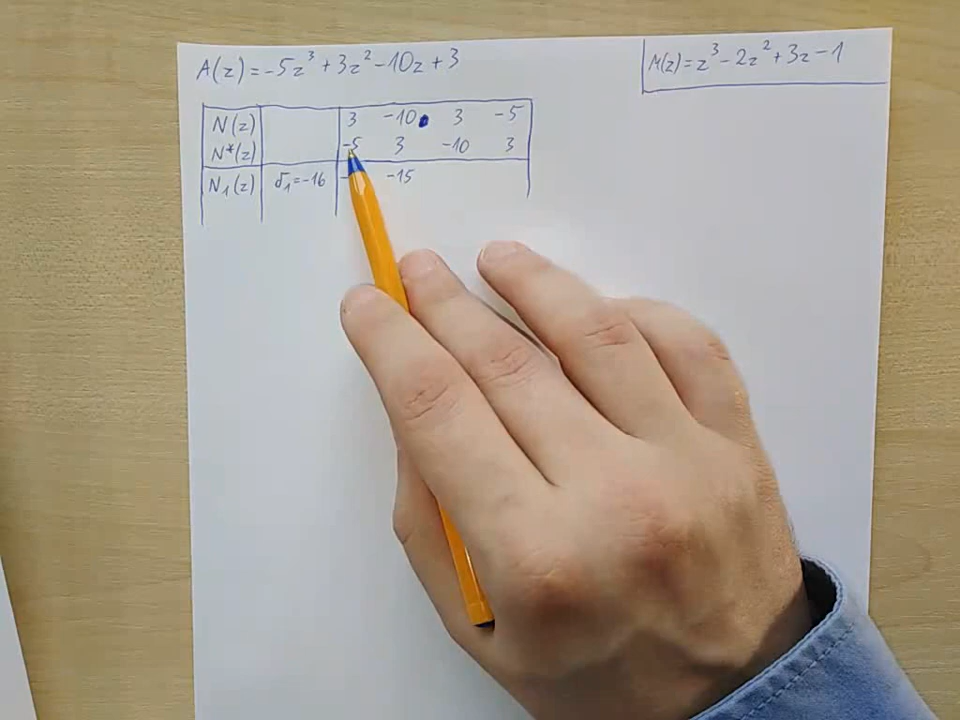 A(z)=-5z³+3z²-10z+3
M(z)=z³-2z²+3z-1
N(z) 3 -10 3 -5
N*(z) -5 3 -10 3
N₁(z) δ₁=-16 -15